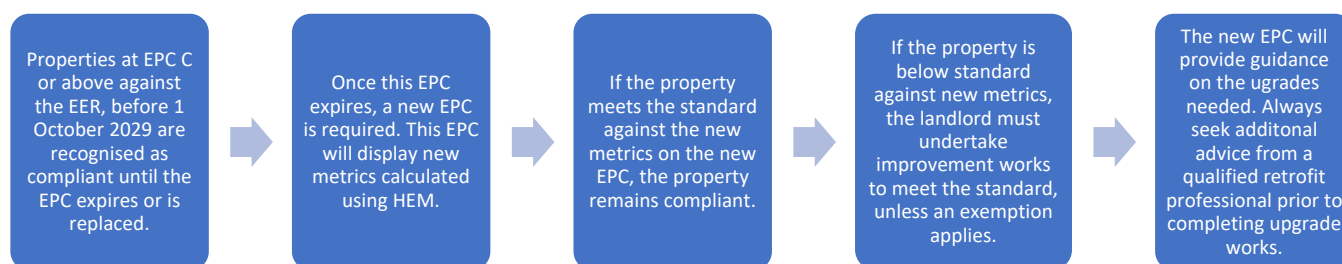 Properties at EPC C
or above against
the EER, before 1
October 2029 are
recognised as
compliant until the
EPC expires or is
replaced.
Once this EPC
expires, a new EPC
is required. This EPC
will display new
metrics calculated
using HEM.
If the property
meets the standard
against the new
metrics on the new
EPC, the property
remains compliant.
If the property is
below standard
against new metrics,
the landlord must
undertake
improvement works
to meet the standard,
unless an exemption
applies.
The new EPC will
provide guidance
on the ugrades
needed. Always
seek additonal
advice from a
qualified retrofit
professional prior to
completing upgrade
works.